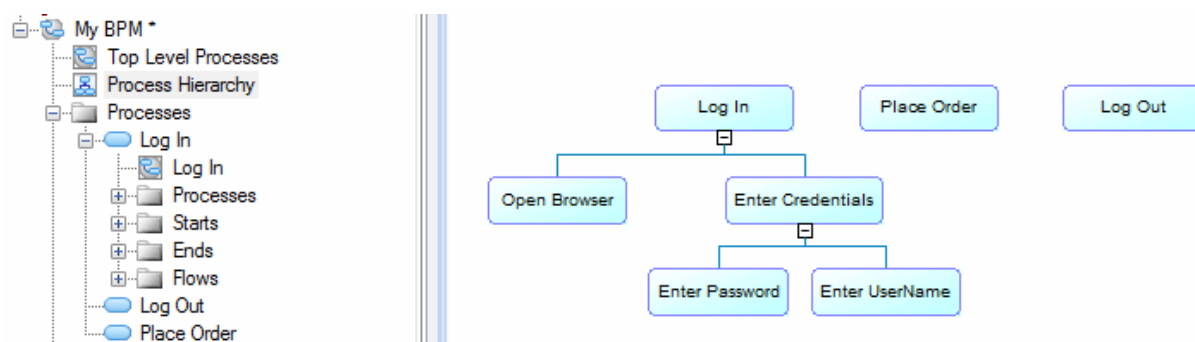 My BPM *
Top Level Processes
Process Hierarchy
Processes
Log In
Log In
Processes
Starts
Ends
Flows
Log Out
Place Order
Log In
Place Order
Log Out
Open Browser
Enter Credentials
Enter Password
Enter UserName